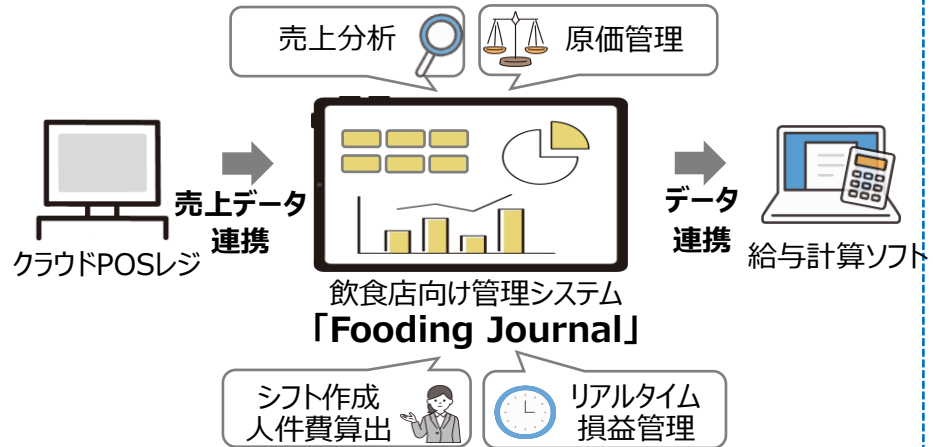 売上分析
原価管理
売上データ
連携
データ
連携
クラウドPOSレジ
給与計算ソフト
飲食店向け管理システム
「Fooding Journal」
シフト作成
人件費算出
リアルタイム
損益管理